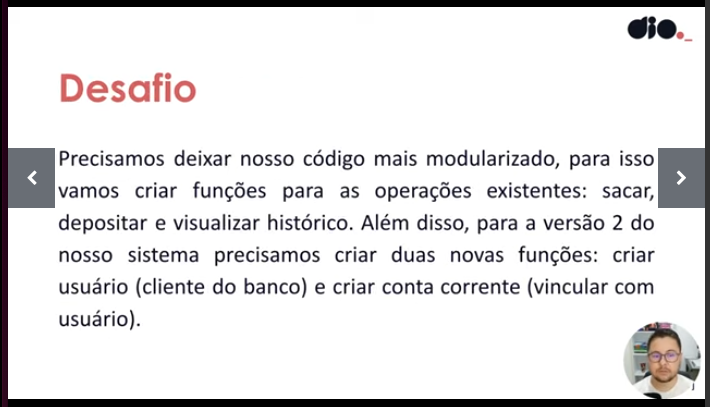 dio._
Desafio
Precisamos deixar nosso código mais modularizado, para isso
vamos criar funções para as operações existentes: sacar,
depositar e visualizar histórico. Além disso, para a versão 2 do
nosso sistema precisamos criar duas novas funções: criar
usuário (cliente do banco) e criar conta corrente (vincular com
usuário).